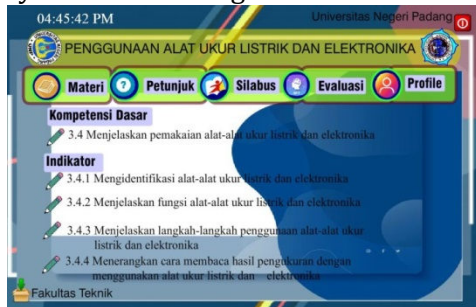 04:45:42 PM
Universitas Negeri Padang
PENGGUNAAN ALAT UKUR LISTRIK DAN ELEKTRONIKA
Materi
Petunjuk
Silabus
Evaluasi
Profile
Kompetensi Dasar
3.4 Menjelaskan pemakaian alat-alat ukur listrik dan elektronika
Indikator
3.4.1 Mengidentifikasi alat-alat ukur listrik dan elektronika
3.4.2 Menjelaskan fungsi alat-alat ukur listrik dan elektronika
3.4.3 Menjelaskan langkah-langkah penggunaan alat-alat ukur
listrik dan elektronika
3.4.4 Menerangkan cara membaca hasil pengukuran dengan
menggunakan alat ukur listrik dan elektronika
Fakultas Teknik